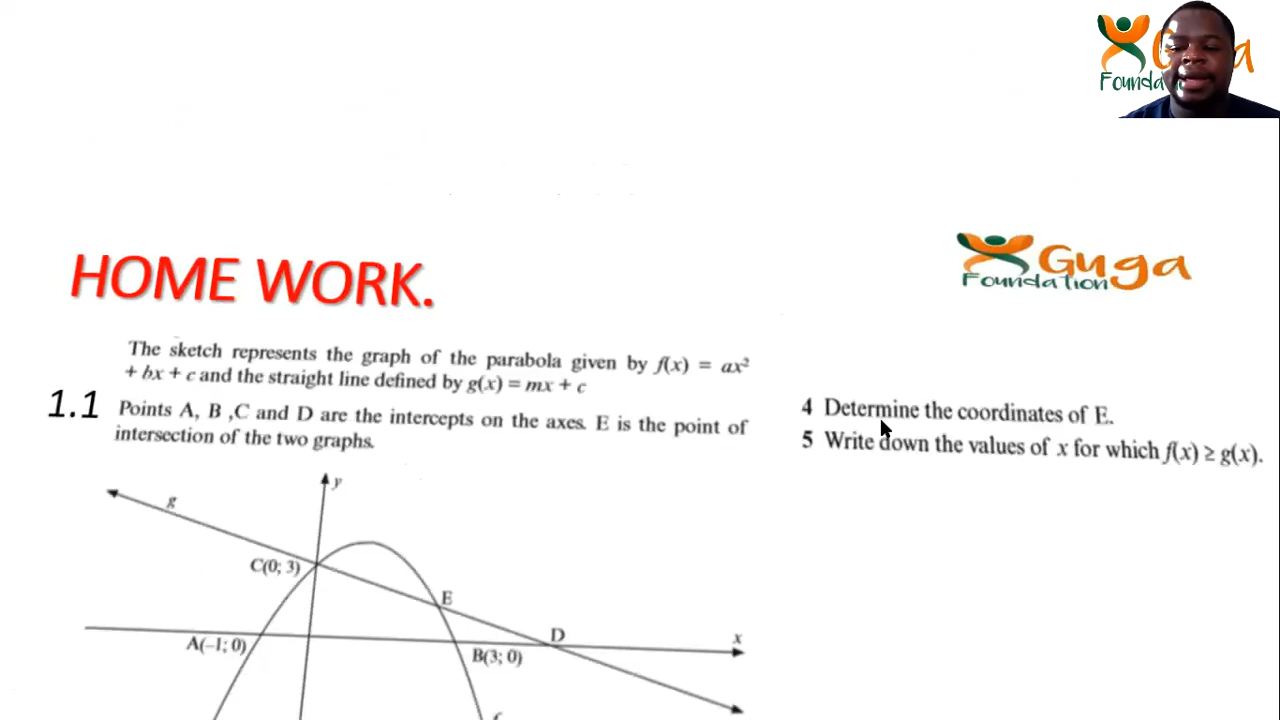 Foundat
HOME WORK.
Guga
Foundation
The sketch represents the graph of the parabola given by f(x) = ax²
+ bx + c and the straight line defined by g(x) = mx + c
1.1
Points A, B ,C and D are the intercepts on the axes. E is the point of
intersection of the two graphs.
4 Determine the coordinates of E.
5 Write down the values of x for which f(x) ≥ g(x).
g
y
C(0; 3)
E
D
x
A(–1; 0)
B(3; 0)